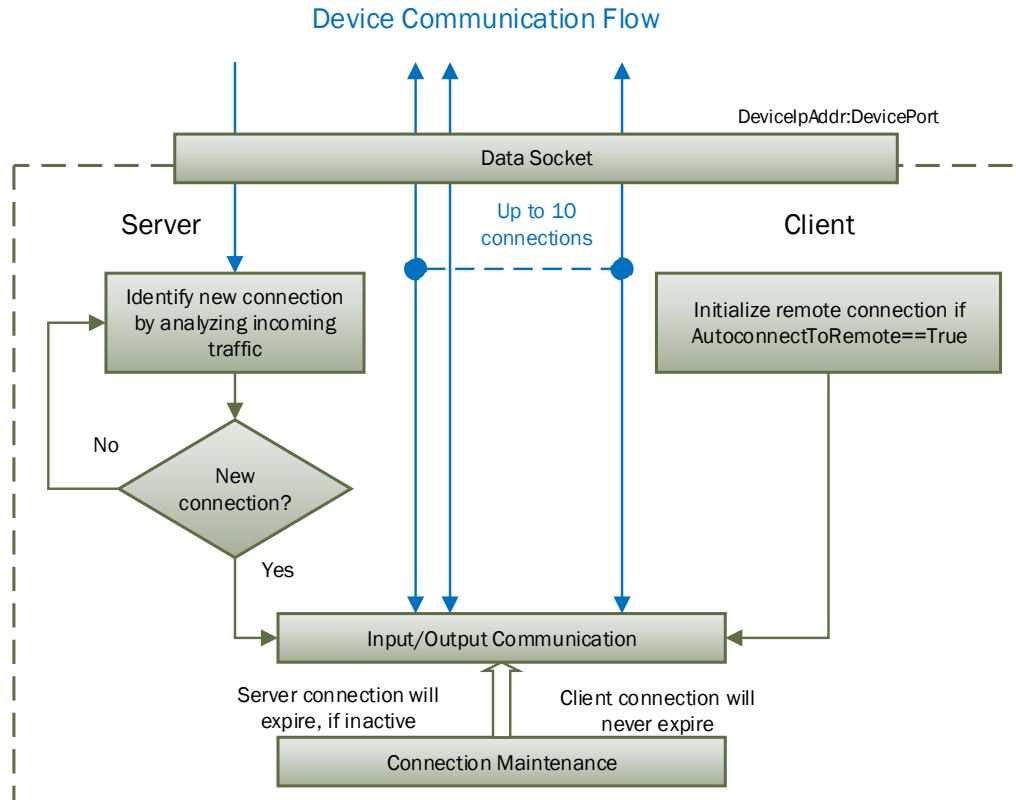 Device Communication Flow
DeviceIpAddr:DevicePort
Data Socket
Server
Up to 10
connections
Client
Identify new connection
by analyzing incoming
traffic
Initialize remote connection if
AutoconnectToRemote==True
No
New
connection?
Yes
Input/Output Communication
Server connection will
expire, if inactive
Client connection will
never expire
Connection Maintenance